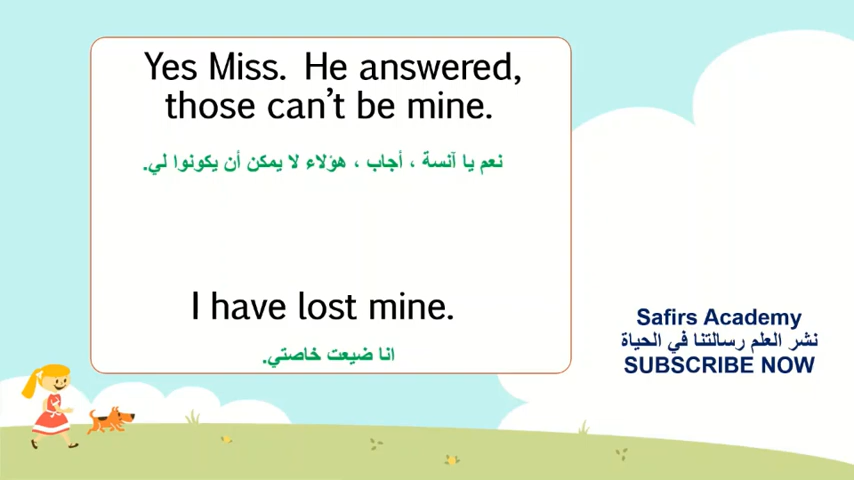 Yes Miss. He answered,
those can't be mine.
نعم يا آنسة ، أجاب ، هؤلاء لا يمكن أن يكونوا لي.
I have lost mine.
انا ضيعت خاصتي.
Safirs Academy
نشر العلم رسالتنا في الحياة
SUBSCRIBE NOW